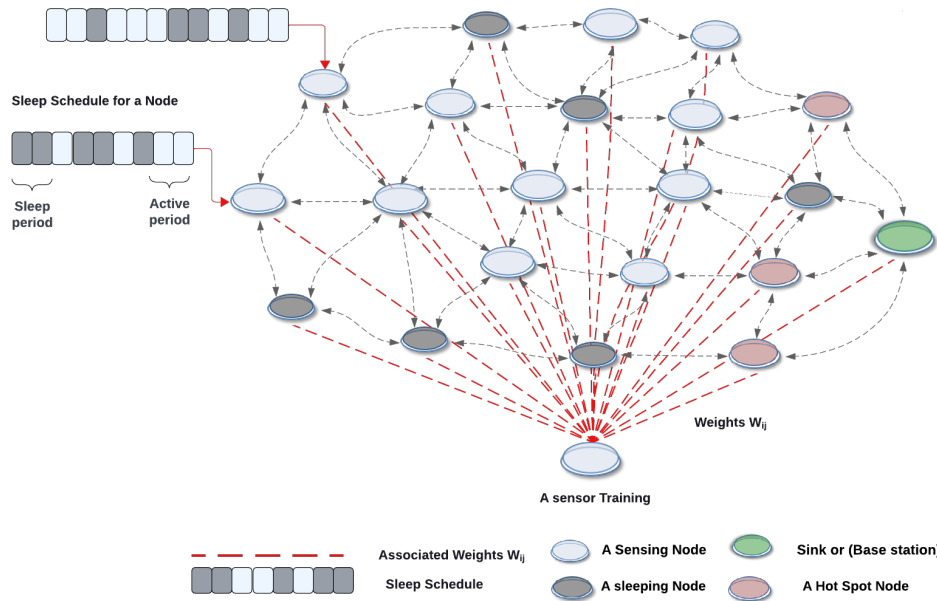 Sleep Schedule for a Node
Sleep
period
Active
period
Weights Wij
A sensor Training
Associated Weights Wij
A Sensing Node
Sink or (Base station)
Sleep Schedule
A sleeping Node
A Hot Spot Node